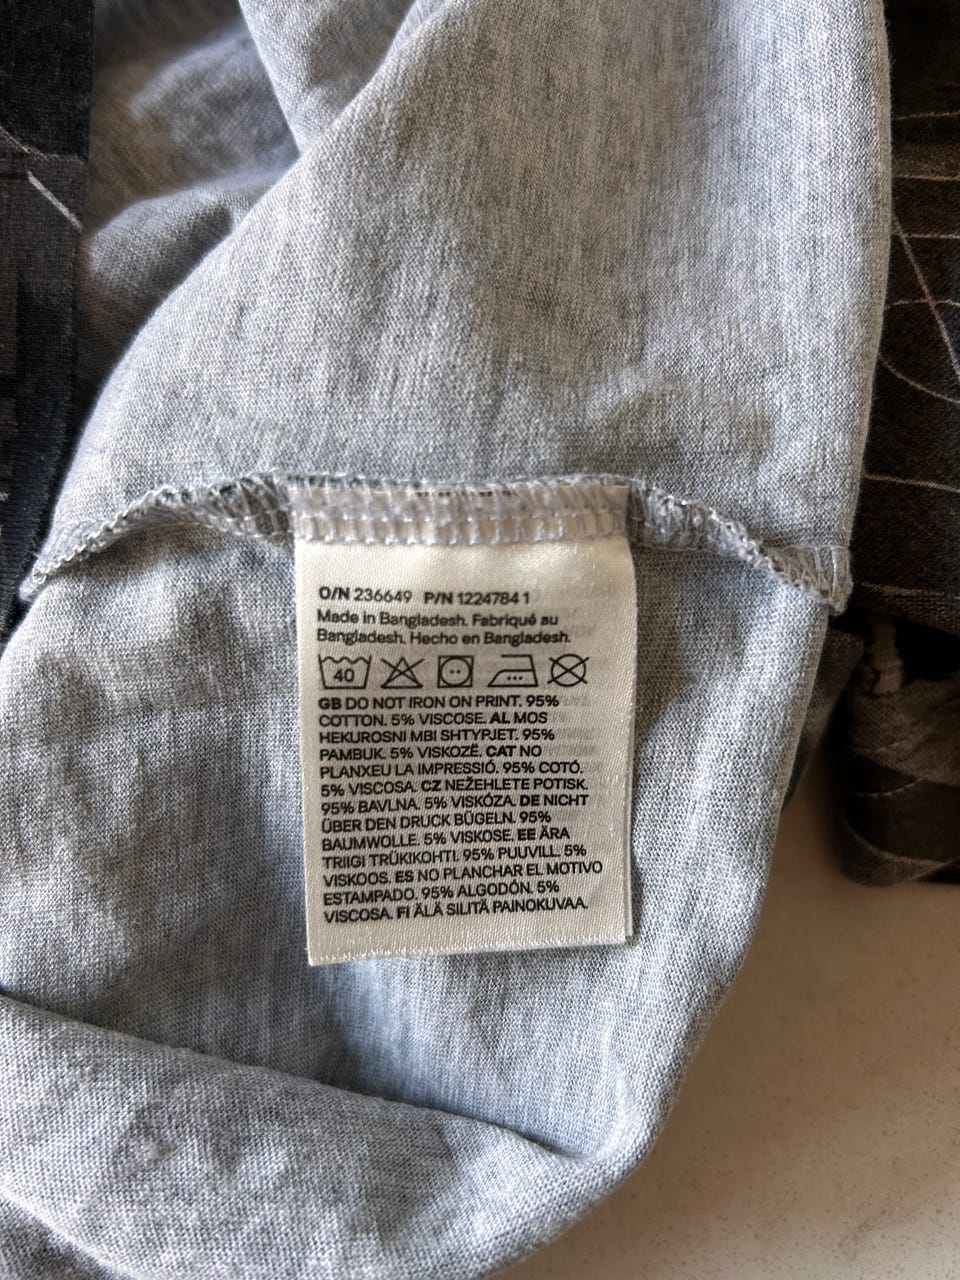 O/N 236649 P/N 1224784 1
Made in Bangladesh. Fabriqué au
Bangladesh. Hecho en Bangladesh.
40
GB DO NOT IRON ON PRINT. 95%
COTTON. 5% VISCOSE. AL MOS
HEKUROSNI MBI SHTYPJET. 95%
PAMBUK. 5% VISKOZË. CAT NO
PLANXEU LA IMPRESSIÓ. 95% COTÓ.
5% VISCOSA. CZ NEŽEHLETE POTISK.
95% BAVLNA. 5% VISKÓZA. DE NICHT
ÜBER DEN DRUCK BÜGELN. 95%
BAUMWOLLE. 5% VISKOSE. EE ÄRA
TRIIGI TRÜKIKOHTI. 95% PUUVILL. 5%
VISKOOS. ES NO PLANCHAR EL MOTIVO
ESTAMPADO. 95% ALGODÓN. 5%
VISCOSA. FI ÄLÄ SILITÄ PAINOKUVAA.